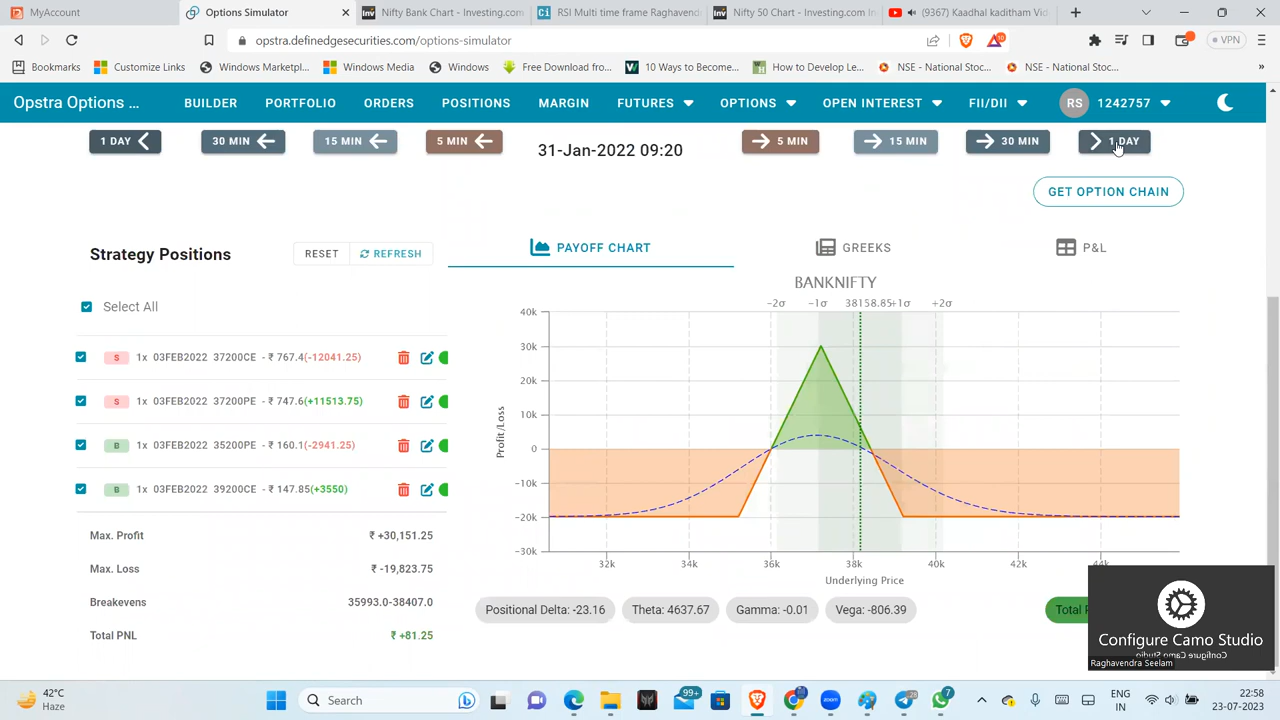 MyAccount
Options Simulator
Nifty Bank Chart - Investing.com
RSI Multi time frame Raghavend
Nifty 50 Chart - Investing.com In
(9367) Kaadhal kaditham Vid
opstra.definedgesecurities.com/options-simulator
10
VPN
Bookmarks
Customize Links
Windows Marketpl...
Windows Media
Windows
Free Download fro...
10 Ways to Become...
How to Develop Le...
NSE - National Stoc...
NSE - National Stoc...
Opstra Options ...
BUILDER
PORTFOLIO
ORDERS
POSITIONS
MARGIN
FUTURES
OPTIONS
OPEN INTEREST
FII/DII
RS
1242757
1 DAY
30 MIN
15 MIN
5 MIN
31-Jan-2022 09:20
5 MIN
15 MIN
30 MIN
1 DAY
GET OPTION CHAIN
Strategy Positions
RESET
REFRESH
PAYOFF CHART
GREEKS
P&L
Select All
S 1x 03FEB2022 37200CE - ₹ 767.4(-12041.25)
S 1x 03FEB2022 37200PE - ₹ 747.6(+11513.75)
B 1x 03FEB2022 35200PE - ₹ 160.1(-2941.25)
B 1x 03FEB2022 39200CE - ₹ 147.85(+3550)
Max. Profit ₹ +30,151.25
Max. Loss ₹ -19,823.75
Breakevens 35993.0-38407.0
Total PNL ₹ +81.25
BANKNIFTY
-2σ -1σ 38158.85 +1σ +2σ
40k
30k
20k
10k
0
-10k
-20k
-30k
Profit/Loss
32k 34k 36k 38k 40k 42k 44k
Underlying Price
Positional Delta: -23.16
Theta: 4637.67
Gamma: -0.01
Vega: -806.39
Total P
Configure Camo Studio
Raghavendra Seelam
42°C
Haze
Search
99+
28
7
ENG
IN
22:58
23-07-2023